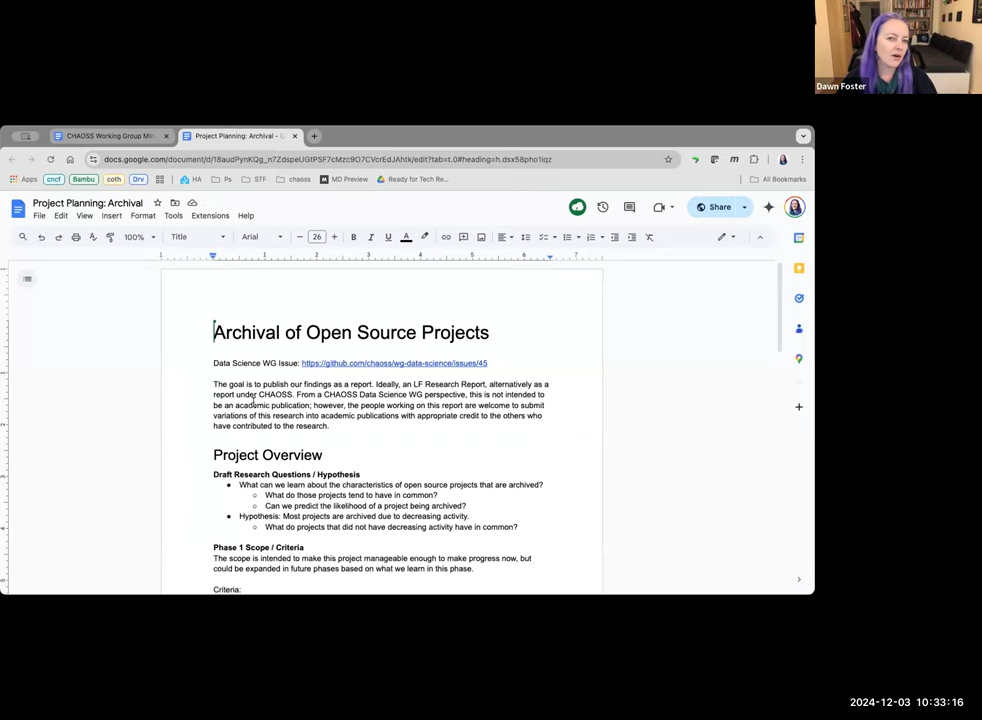 Dawn Foster
CHAOSS Working Group Min
Project Planning: Archival - G
docs.google.com/document/d/18audPynKQg_n7ZdspeUGtPSF7cMzc9O7CVcrEdJAhtk/edit?tab=t.0#heading=h.dsx58pho1iqz
Apps cncf Bambu coth Drv HA Ps STF chaoss MD Preview Ready for Tech Re... All Bookmarks
Project Planning: Archival
File Edit View Insert Format Tools Extensions Help
Share
100% Title Arial 26
1 1 2 3 4 5 6 7
Archival of Open Source Projects
Data Science WG Issue: https://github.com/chaoss/wg-data-science/issues/45
The goal is to publish our findings as a report. Ideally, an LF Research Report, alternatively as a
report under CHAOSS. From a CHAOSS Data Science WG perspective, this is not intended to
be an academic publication; however, the people working on this report are welcome to submit
variations of this research into academic publications with appropriate credit to the others who
have contributed to the research.
Project Overview
Draft Research Questions / Hypothesis
● What can we learn about the characteristics of open source projects that are archived?
○ What do those projects tend to have in common?
○ Can we predict the likelihood of a project being archived?
● Hypothesis: Most projects are archived due to decreasing activity.
○ What do projects that did not have decreasing activity have in common?
Phase 1 Scope / Criteria
The scope is intended to make this project manageable enough to make progress now, but
could be expanded in future phases based on what we learn in this phase.
Criteria:
2024-12-03 10:33:16